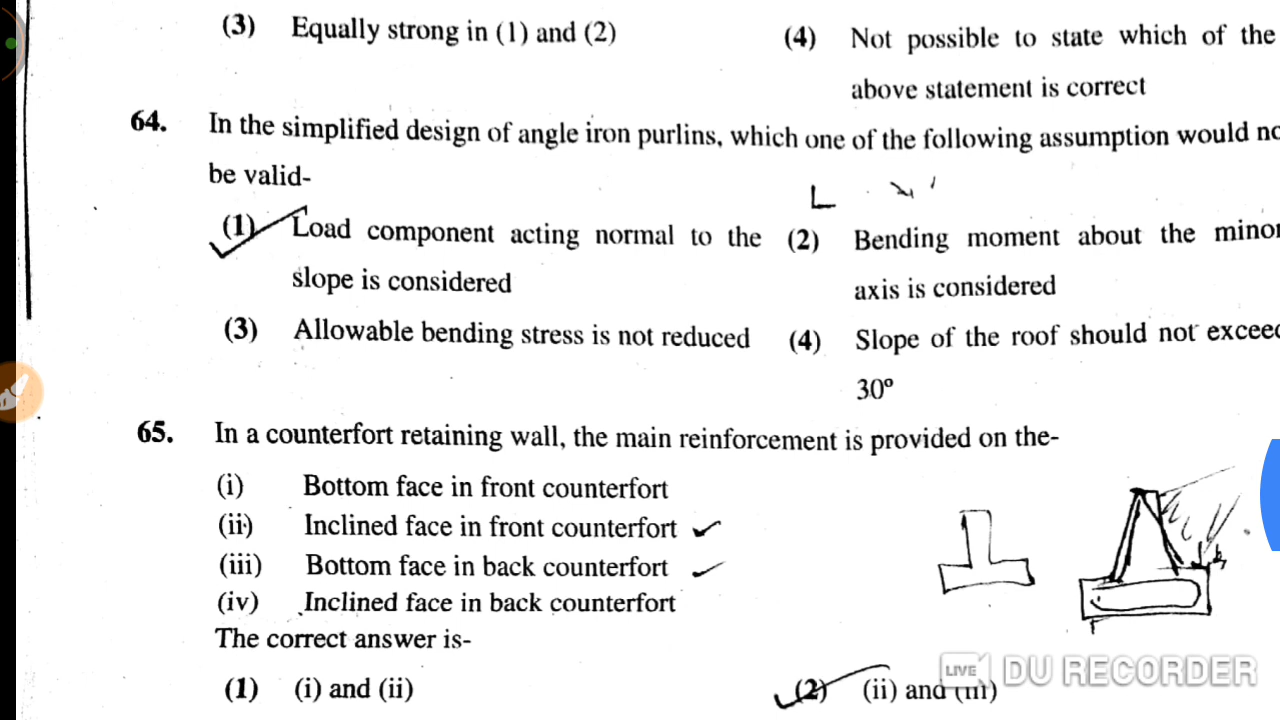 (3) Equally strong in (1) and (2)
(4) Not possible to state which of the
above statement is correct
64. In the simplified design of angle iron purlins, which one of the following assumption would no
be valid-
(1) Load component acting normal to the
slope is considered
(2) Bending moment about the minor
axis is considered
(3) Allowable bending stress is not reduced
(4) Slope of the roof should not exceed
30º
65. In a counterfort retaining wall, the main reinforcement is provided on the-
(i) Bottom face in front counterfort
(ii) Inclined face in front counterfort
(iii) Bottom face in back counterfort
(iv) Inclined face in back counterfort
The correct answer is-
(1) (i) and (ii)
(2) (ii) and (iii)
LIVE DU RECORDER